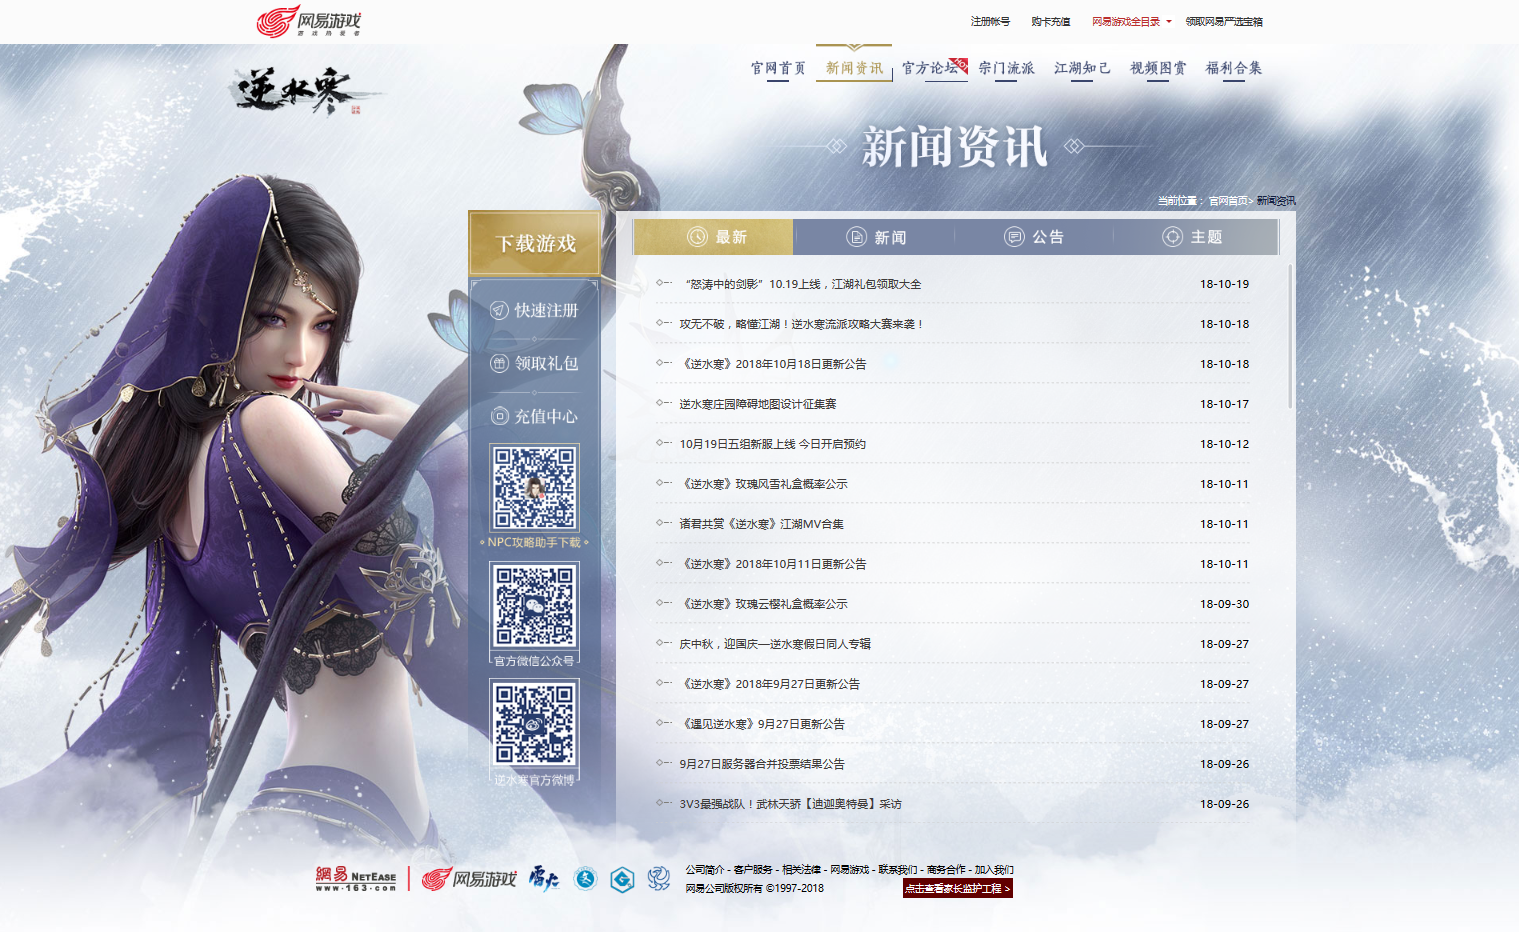 网易游戏
游戏热爱者
注册帐号 购卡充值 网易游戏全目录 领取网易严选宝箱
逆水寒
官网首页 新闻资讯 官方论坛 宗门流派 江湖知己 视频图赏 福利合集
HOT
新闻资讯
当前位置： 官网首页> 新闻资讯
下载游戏
快速注册
领取礼包
充值中心
NPC攻略助手下载
官方微信公众号
逆水寒官方微博
最新 新闻 公告 主题
“怒涛中的剑影”10.19上线，江湖礼包领取大全 18-10-19
攻无不破，略懂江湖！逆水寒流派攻略大赛来袭！ 18-10-18
《逆水寒》2018年10月18日更新公告 18-10-18
逆水寒庄园障碍地图设计征集赛 18-10-17
10月19日五组新服上线 今日开启预约 18-10-12
《逆水寒》玫瑰风雪礼盒概率公示 18-10-11
诸君共赏《逆水寒》江湖MV合集 18-10-11
《逆水寒》2018年10月11日更新公告 18-10-11
《逆水寒》玫瑰云樱礼盒概率公示 18-09-30
庆中秋，迎国庆—逆水寒假日同人专辑 18-09-27
《逆水寒》2018年9月27日更新公告 18-09-27
《遇见逆水寒》9月27日更新公告 18-09-27
9月27日服务器合并投票结果公告 18-09-26
3V3最强战队！武林天骄【迪迦奥特曼】采访 18-09-26
網易 NETEASE
www.163.com
网易游戏
雷火
公司简介 - 客户服务 - 相关法律 - 网易游戏 - 联系我们 - 商务合作 - 加入我们
网易公司版权所有 ©1997-2018
点击查看家长监护工程 >